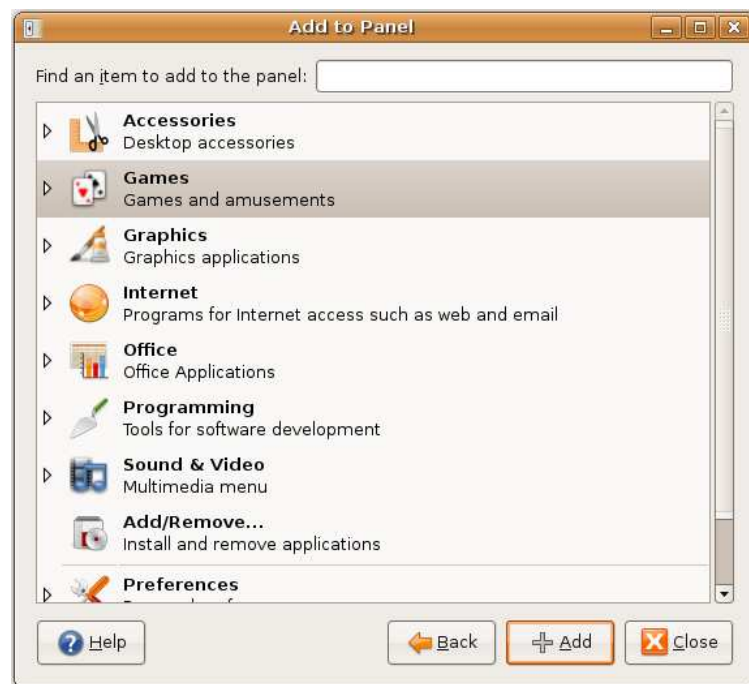 Add to Panel
Find an item to add to the panel:
Accessories
Desktop accessories
Games
Games and amusements
Graphics
Graphics applications
Internet
Programs for Internet access such as web and email
Office
Office Applications
Programming
Tools for software development
Sound & Video
Multimedia menu
Add/Remove...
Install and remove applications
Preferences
Help
Back
Add
Close